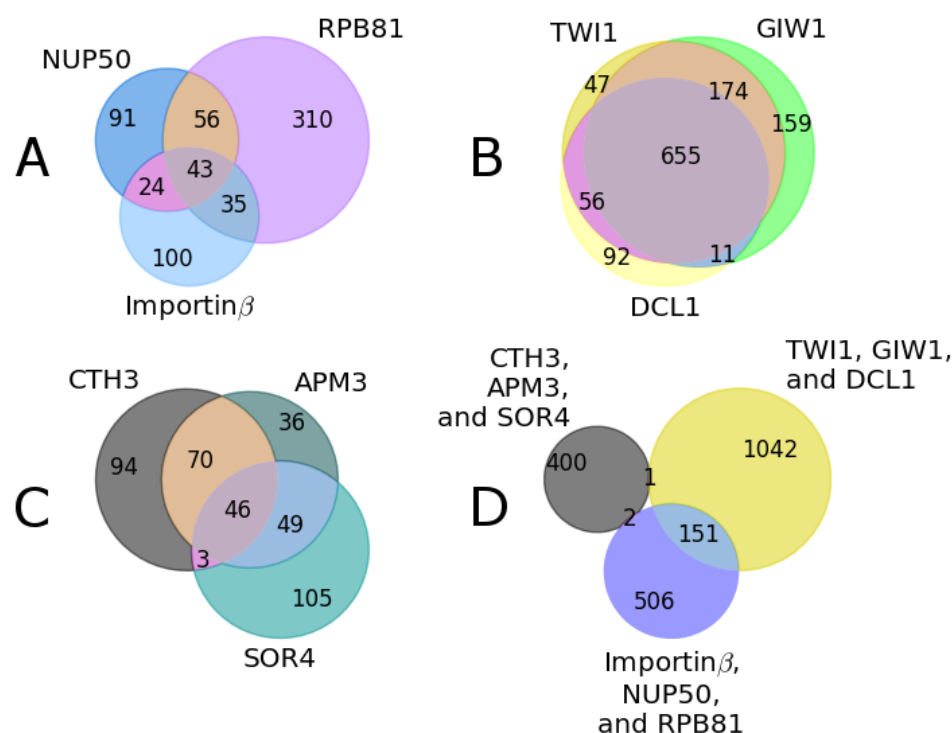 RPB81
NUP50
91
56
310
A
43
24
35
100
Importinβ
TWI1
GIW1
47
174
159
B
655
56
92
11
DCL1
CTH3
APM3
36
94
70
C
46
49
3
105
SOR4
CTH3,
APM3,
and SOR4
TWI1, GIW1,
and DCL1
400
1042
1
D
2
151
506
Importinβ,
NUP50,
and RPB81